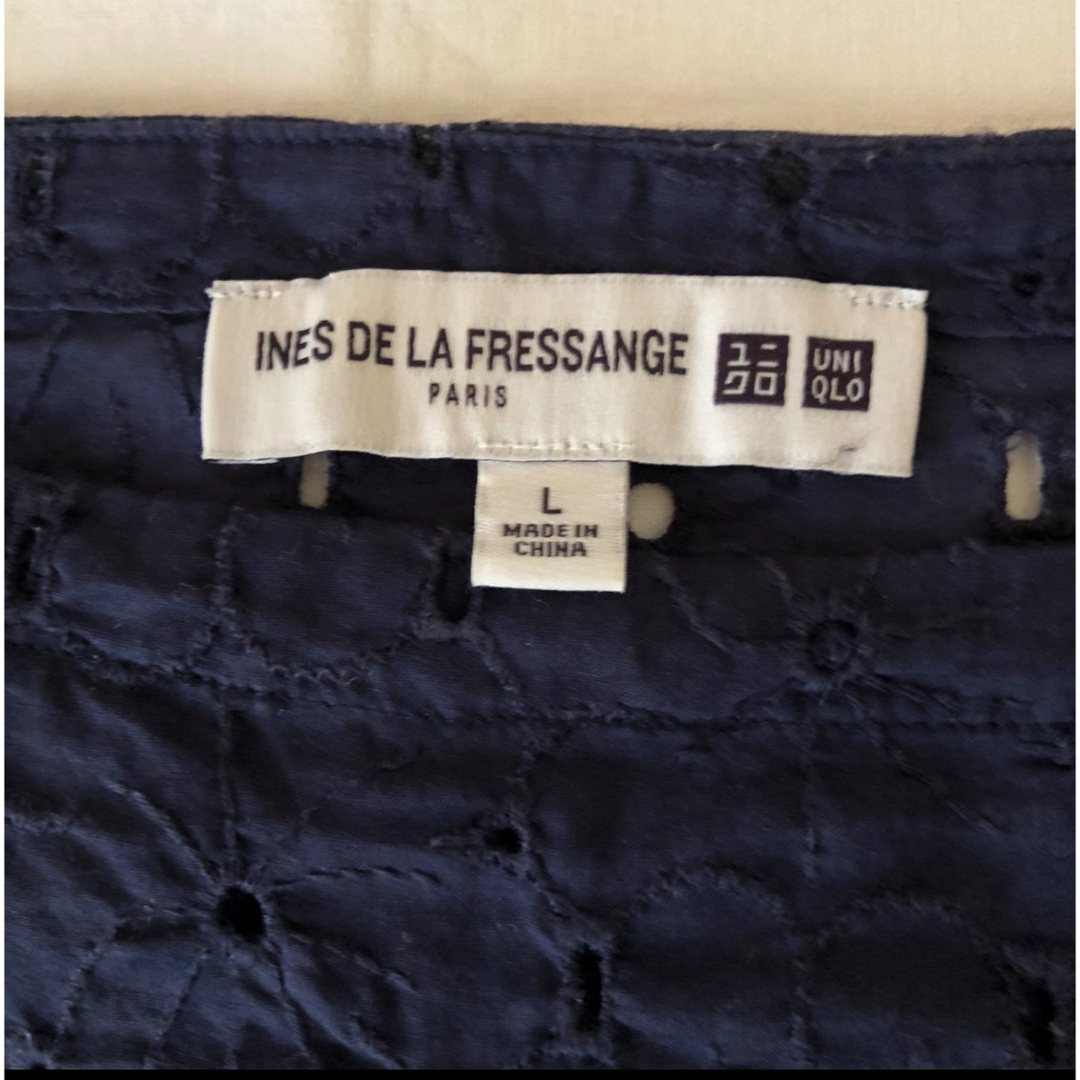 INES DE LA FRESSANGE
PARIS
ユニ
クロ
UNI
QLO
L
MADE IN
CHINA